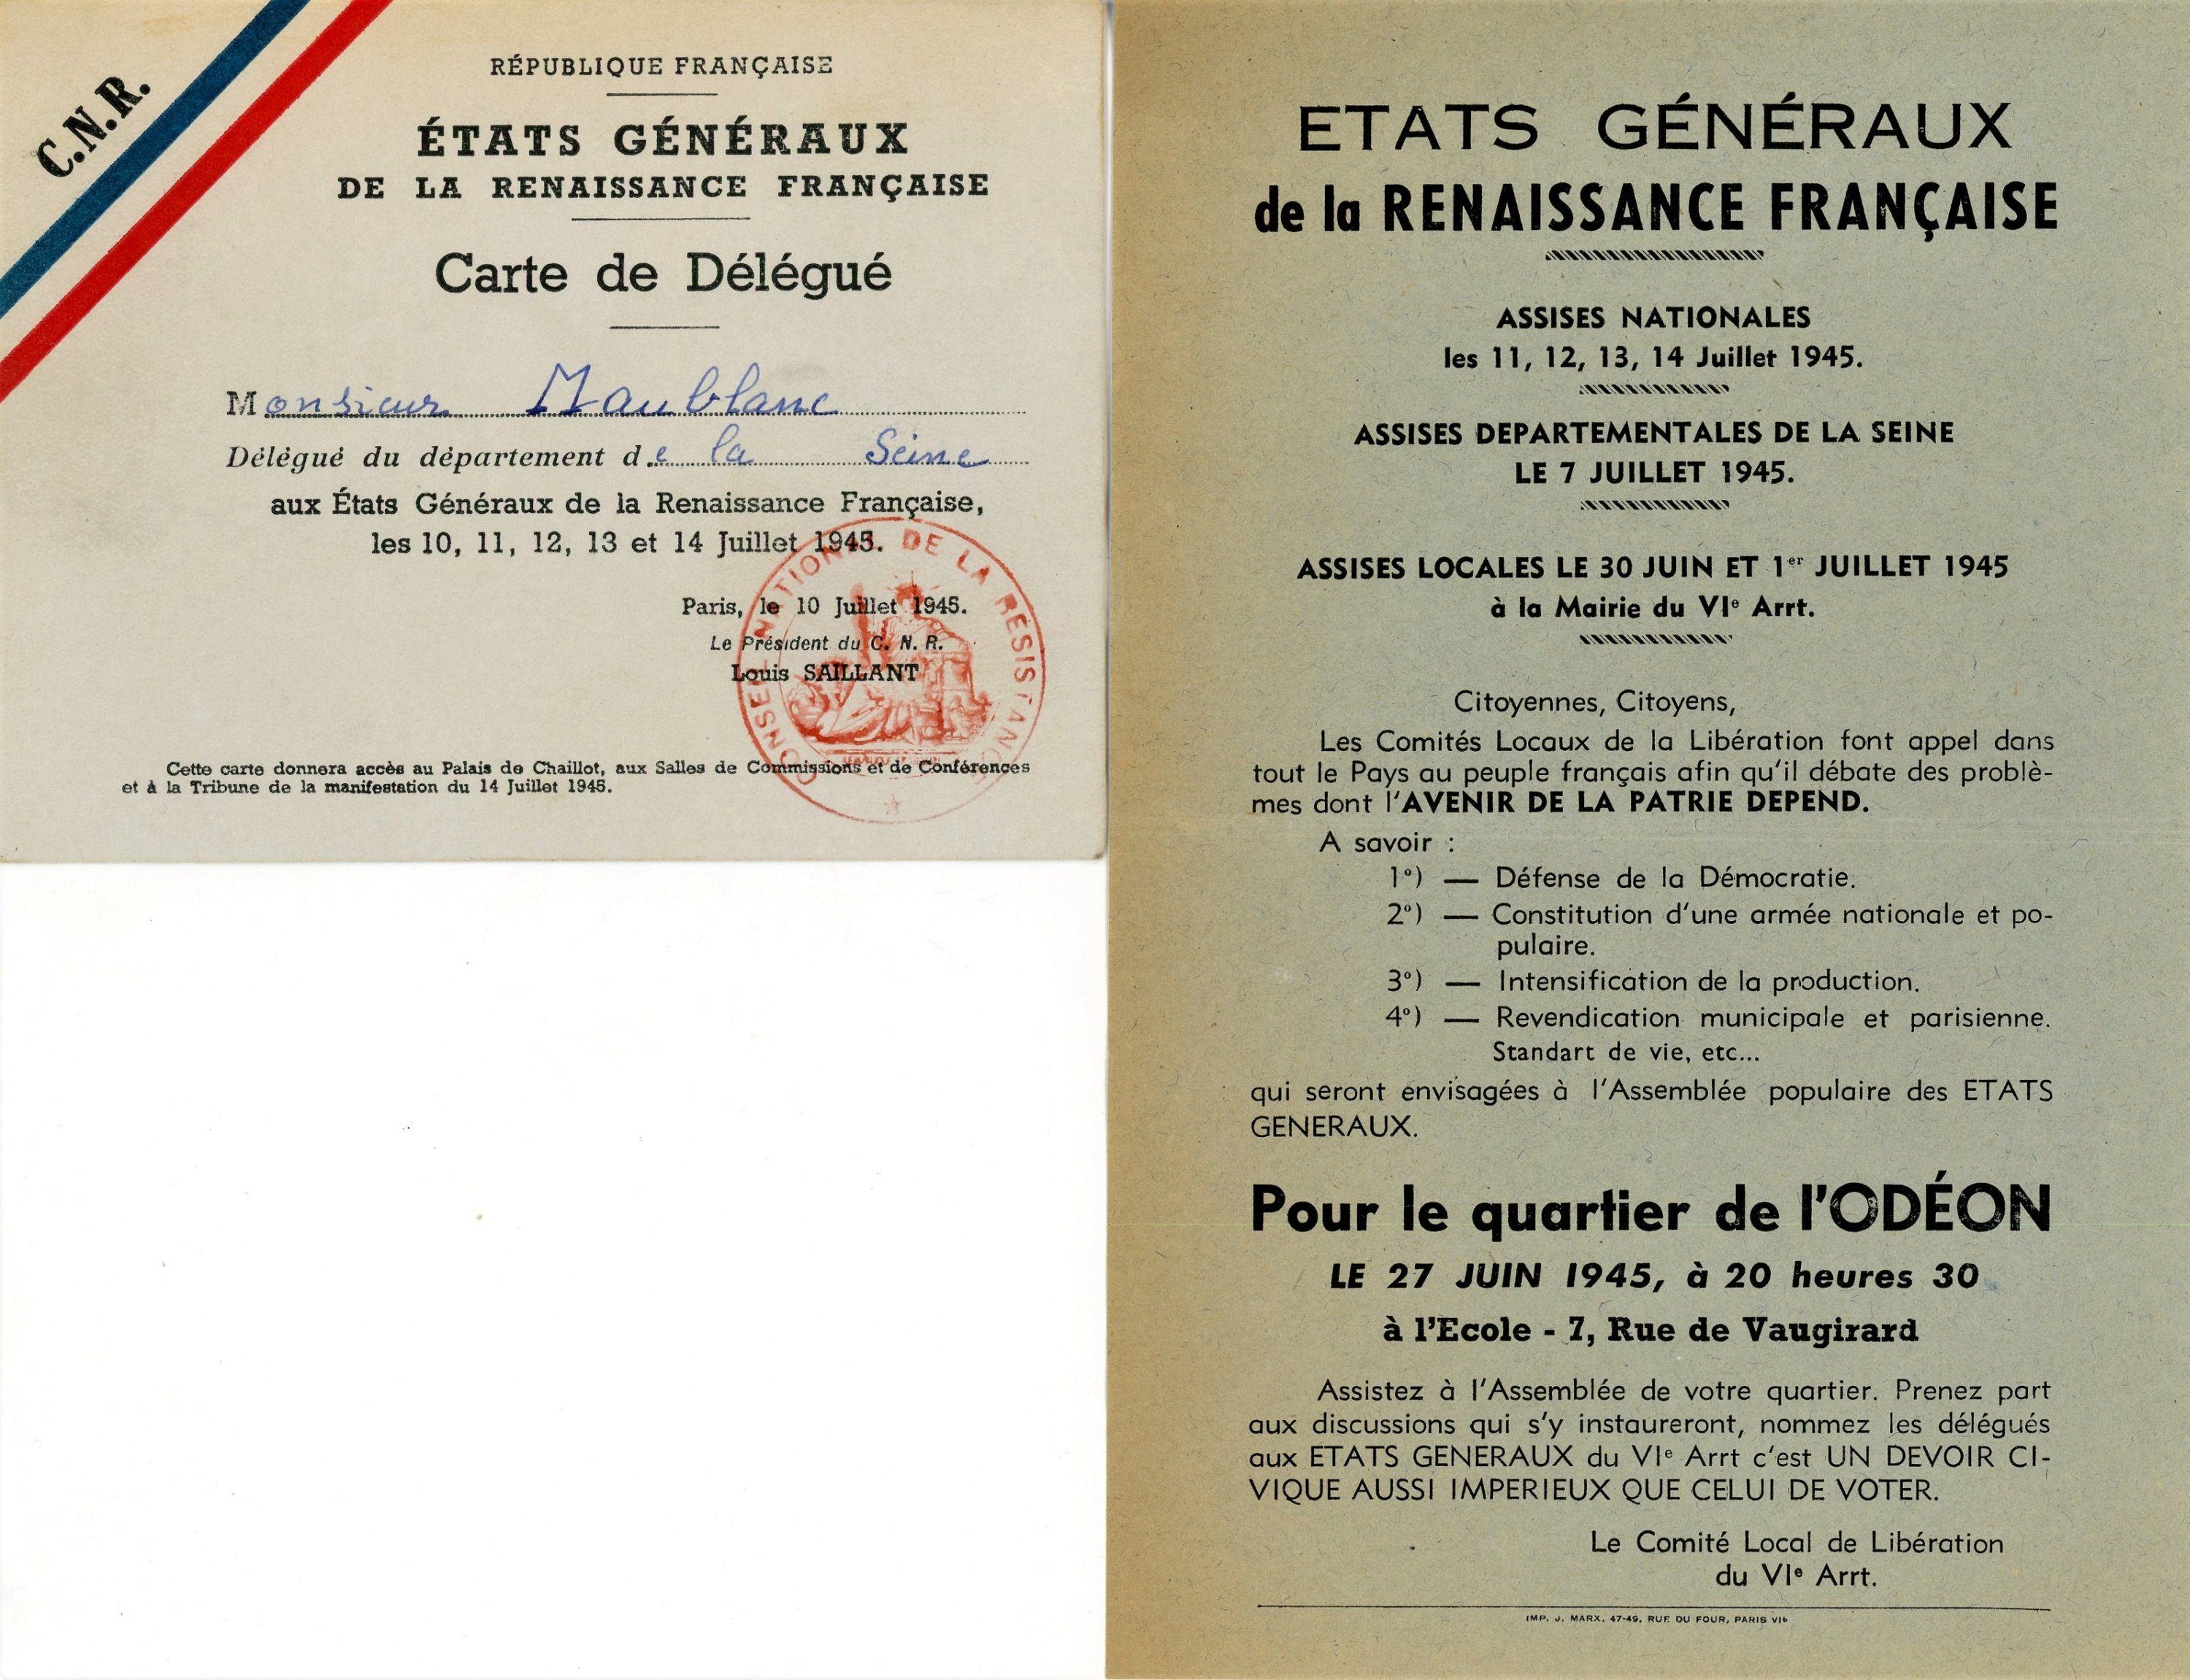 C.N.R.
RÉPUBLIQUE FRANÇAISE
ÉTATS GÉNÉRAUX
DE LA RENAISSANCE FRANÇAISE
Carte de Délégué
Monsieur Maublanc
Délégué du département de la Seine
aux États Généraux de la Renaissance Française,
les 10, 11, 12, 13 et 14 Juillet 1945.
Paris, le 10 Juillet 1945.
Le Président du C. N. R.
Louis SAILLANT
CONSEIL NATIONAL DE LA RESISTANCE
Cette carte donnera accès au Palais de Chaillot, aux Salles de Commissions et de Conférences
et à la Tribune de la manifestation du 14 Juillet 1945.
ETATS GÉNÉRAUX
de la RENAISSANCE FRANÇAISE
ASSISES NATIONALES
les 11, 12, 13, 14 Juillet 1945.
ASSISES DEPARTEMENTALES DE LA SEINE
LE 7 JUILLET 1945.
ASSISES LOCALES LE 30 JUIN ET 1er JUILLET 1945
à la Mairie du VIe Arrt.
Citoyennes, Citoyens,
Les Comités Locaux de la Libération font appel dans
tout le Pays au peuple français afin qu'il débate des problè-
mes dont l'AVENIR DE LA PATRIE DEPEND.
A savoir :
1°) — Défense de la Démocratie.
2°) — Constitution d'une armée nationale et po-
pulaire.
3°) — Intensification de la production.
4°) — Revendication municipale et parisienne.
Standart de vie, etc...
qui seront envisagées à l'Assemblée populaire des ETATS
GENERAUX.
Pour le quartier de l'ODÉON
LE 27 JUIN 1945, à 20 heures 30
à l'Ecole - 7, Rue de Vaugirard
Assistez à l'Assemblée de votre quartier. Prenez part
aux discussions qui s'y instaureront, nommez les délégués
aux ETATS GENERAUX du VIe Arrt c'est UN DEVOIR CI-
VIQUE AUSSI IMPERIEUX QUE CELUI DE VOTER.
Le Comité Local de Libération
du VIe Arrt.
IMP. J. MARX, 47-49, RUE DU FOUR, PARIS VIe